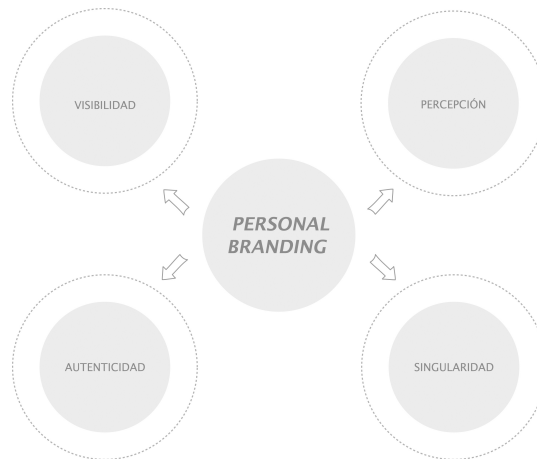 VISIBILIDAD
PERCEPCIÓN
PERSONAL
BRANDING
AUTENTICIDAD
SINGULARIDAD